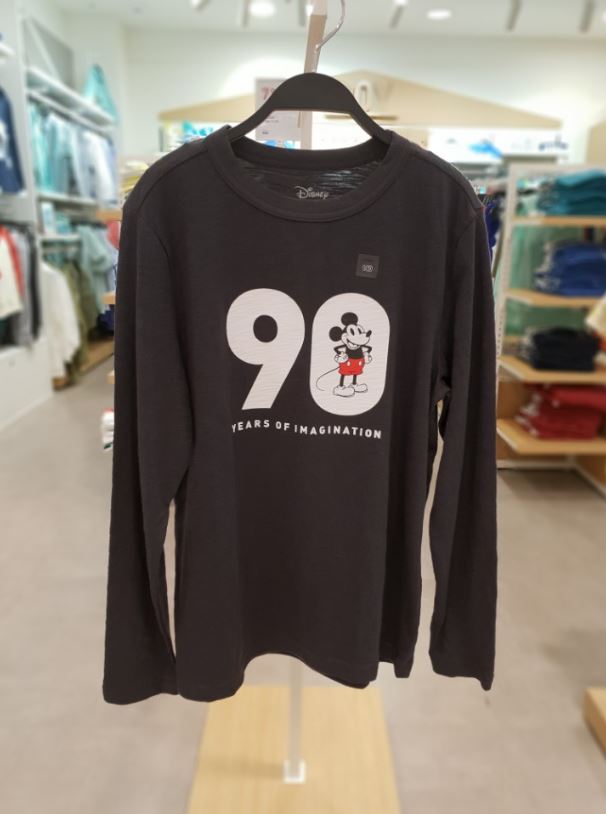 Disney
90
YEARS OF IMAGINATION